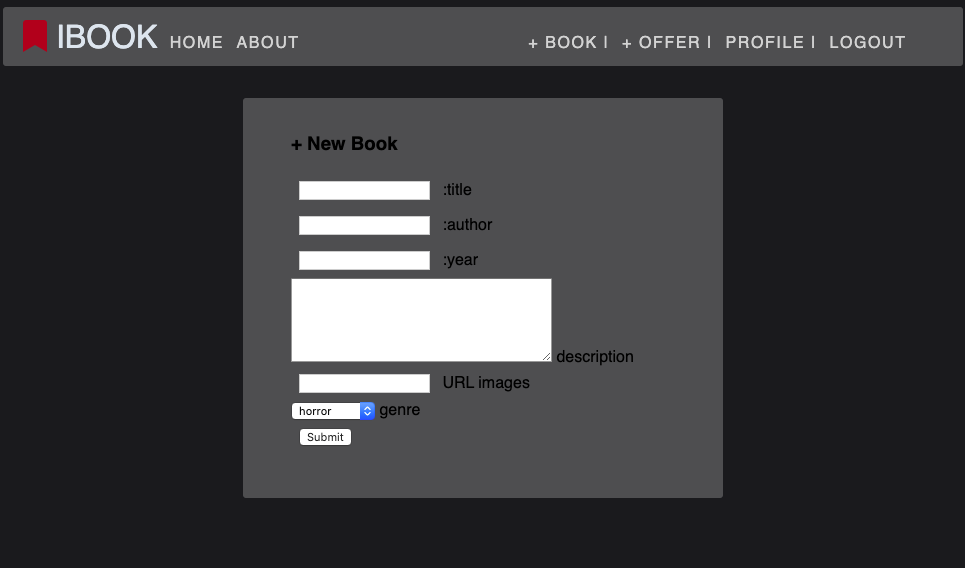 IBOOK HOME ABOUT + BOOK | + OFFER | PROFILE | LOGOUT
+ New Book
:title
:author
:year
description
URL images
horror genre
Submit